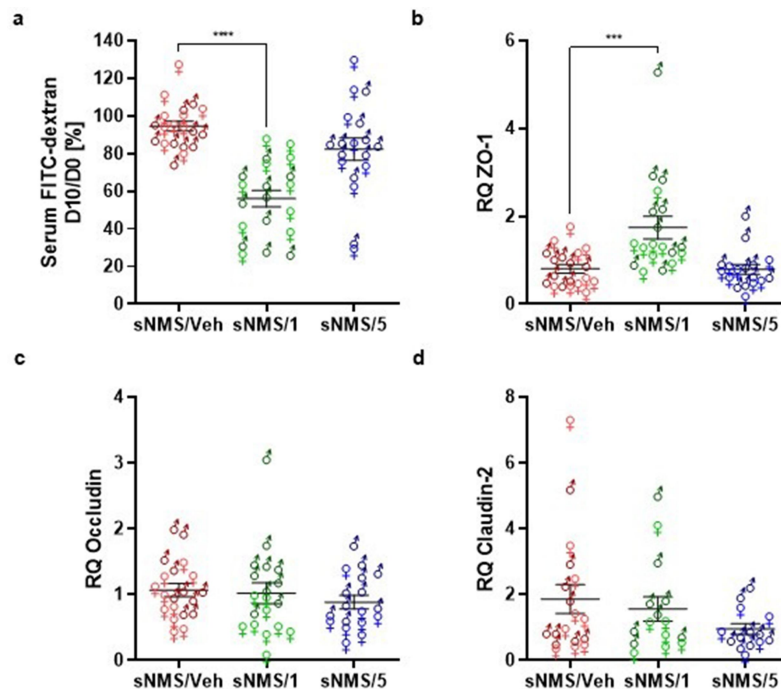 a
b
Serum FITC-dextran
D10/D0 [%]
140
120
100
80
60
40
20
0
****
sNMS/Veh sNMS/1 sNMS/5
RQ ZO-1
6
4
2
0
***
sNMS/Veh sNMS/1 sNMS/5
c
d
RQ Occludin
4
3
2
1
0
sNMS/Veh sNMS/1 sNMS/5
RQ Claudin-2
8
6
4
2
0
sNMS/Veh sNMS/1 sNMS/5